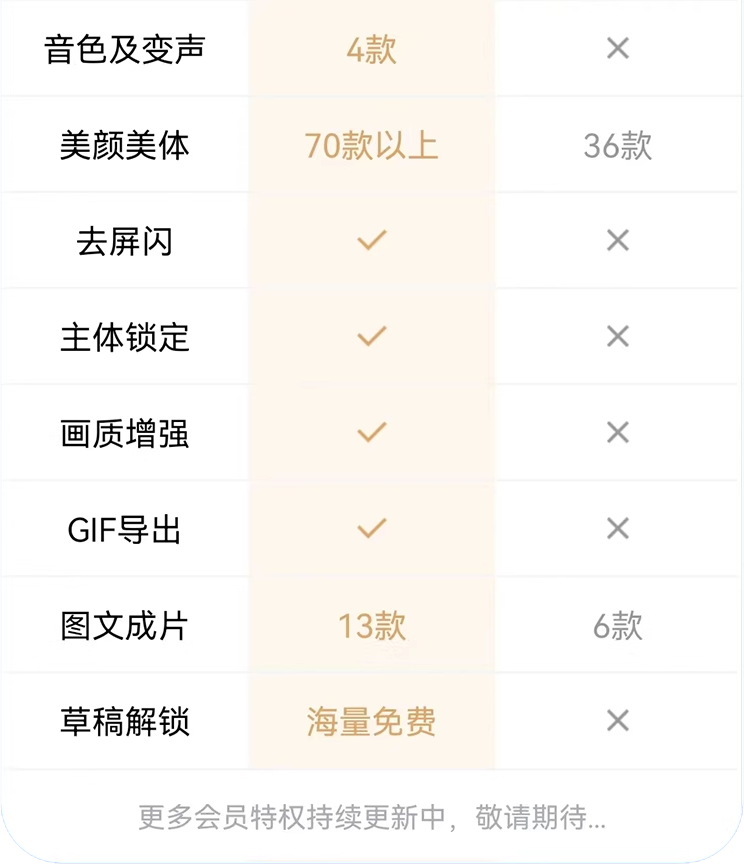 音色及变声 4款 ×
美颜美体 70款以上 36款
去屏闪 ✓ ×
主体锁定 ✓ ×
画质增强 ✓ ×
GIF导出 ✓ ×
图文成片 13款 6款
草稿解锁 海量免费 ×
更多会员特权持续更新中，敬请期待...